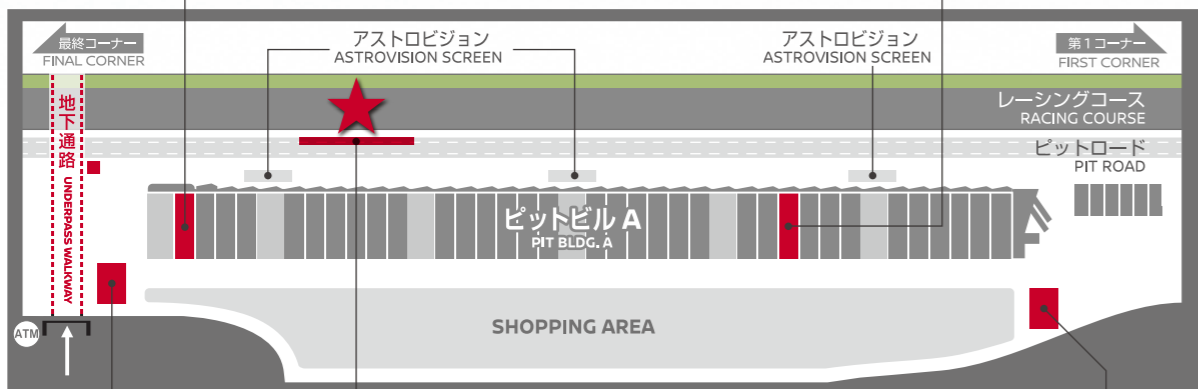 最終コーナー
FINAL CORNER
アストロビジョン
ASTROVISION SCREEN
アストロビジョン
ASTROVISION SCREEN
第1コーナー
FIRST CORNER
レーシングコース
RACING COURSE
ピットロード
PIT ROAD
地下通路 UNDERPASS WALKWAY
ピットビル A
PIT BLDG. A
SHOPPING AREA
ATM